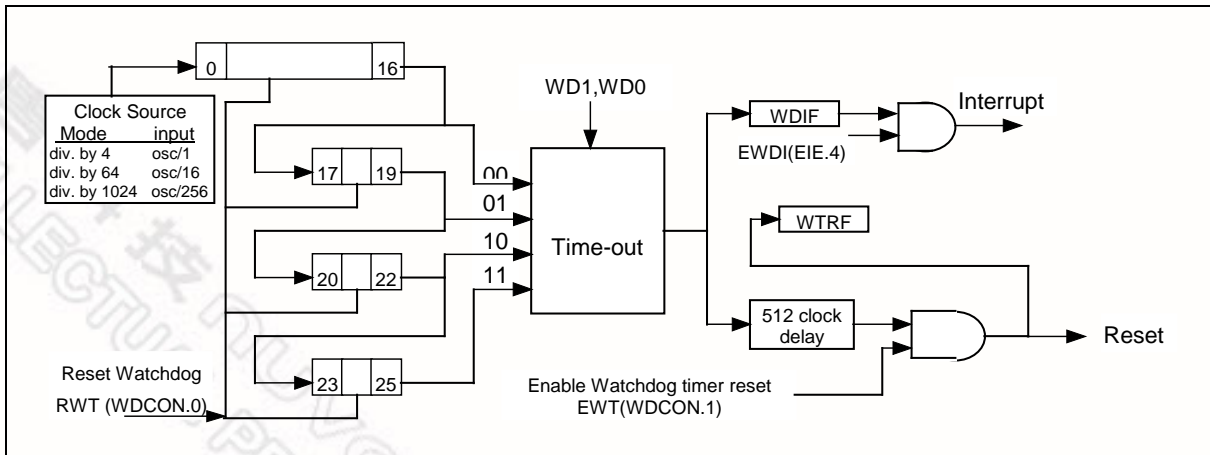 0 16
Clock Source
Mode input
div. by 4 osc/1
div. by 64 osc/16
div. by 1024 osc/256
17 19
20 22
23 25
Reset Watchdog
RWT (WDCON.0)
WD1,WD0
00
01
10
11
Time-out
WDIF
EWDI(EIE.4)
Interrupt
WTRF
512 clock
delay
Reset
Enable Watchdog timer reset
EWT(WDCON.1)
技 nuvo